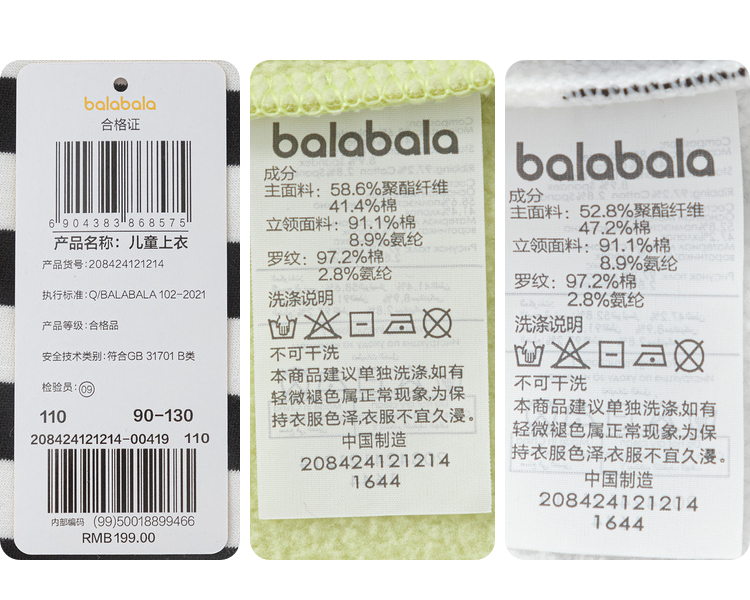 balabala
合格证
6 904383 868575
产品名称：儿童上衣
产品货号：208424121214
执行标准：Q/BALABALA 102-2021
产品等级：合格品
安全技术类别：符合GB 31701 B类
检验员：09
110 90-130
208424121214-00419 110
内部编码 (99)50018899466
RMB199.00
balabala
成分
主面料：58.6%聚酯纤维
41.4%棉
立领面料：91.1%棉
8.9%氨纶
罗纹：97.2%棉
2.8%氨纶
洗涤说明
不可干洗
本商品建议单独洗涤,如有
轻微褪色属正常现象,为保
持衣服色泽,衣服不宜久浸。
中国制造
208424121214
1644
balabala
成分
主面料：52.8%聚酯纤维
47.2%棉
立领面料：91.1%棉
8.9%氨纶
罗纹：97.2%棉
2.8%氨纶
洗涤说明
不可干洗
本商品建议单独洗涤,如有
轻微褪色属正常现象,为保
持衣服色泽,衣服不宜久浸。
中国制造
208424121214
1644